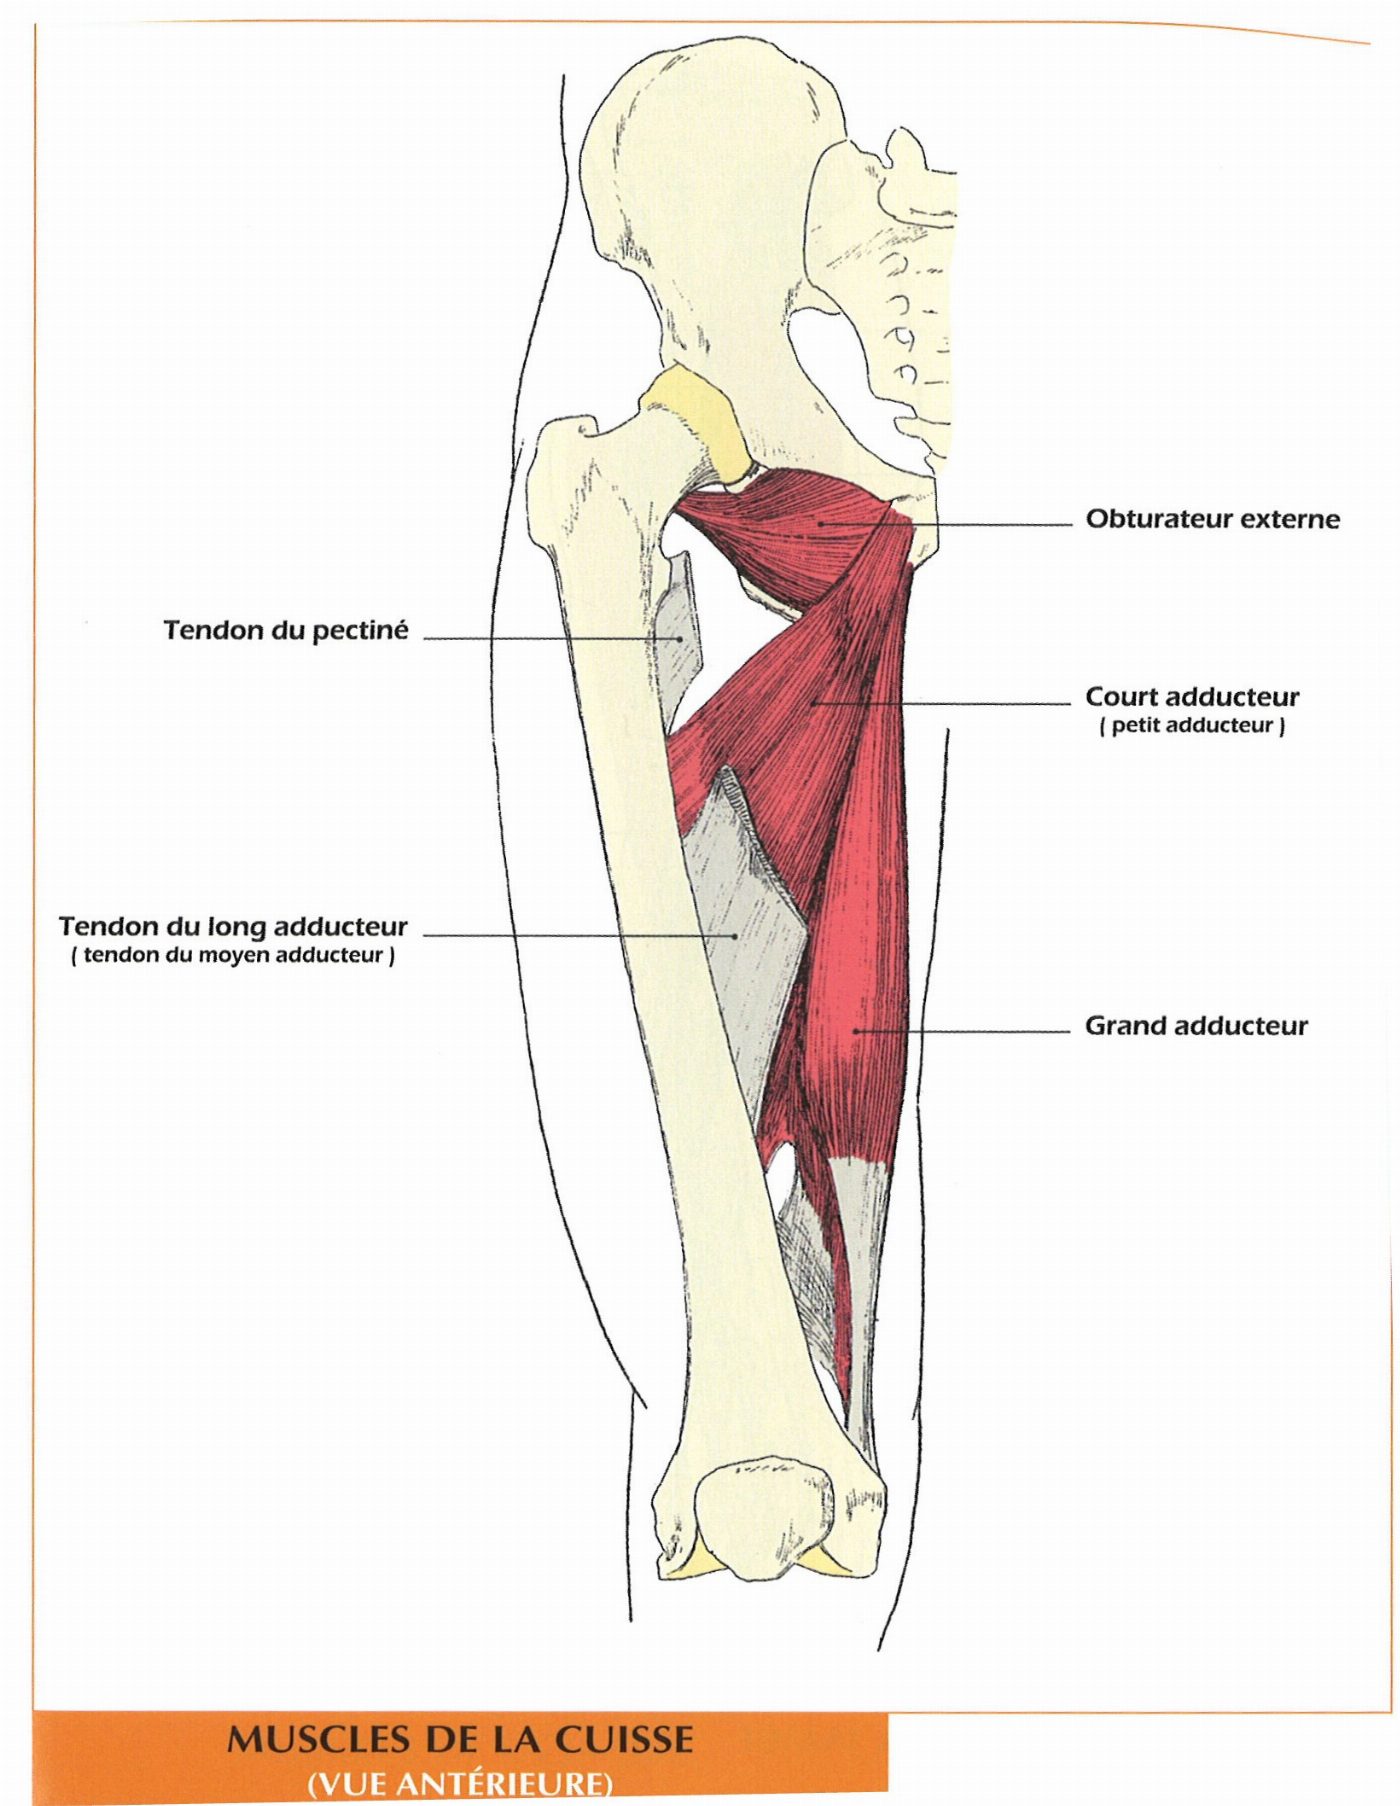 Obturateur externe
Tendon du pectiné
Court adducteur
( petit adducteur )
Tendon du long adducteur
( tendon du moyen adducteur )
Grand adducteur
MUSCLES DE LA CUISSE
(VUE ANTÉRIEURE)